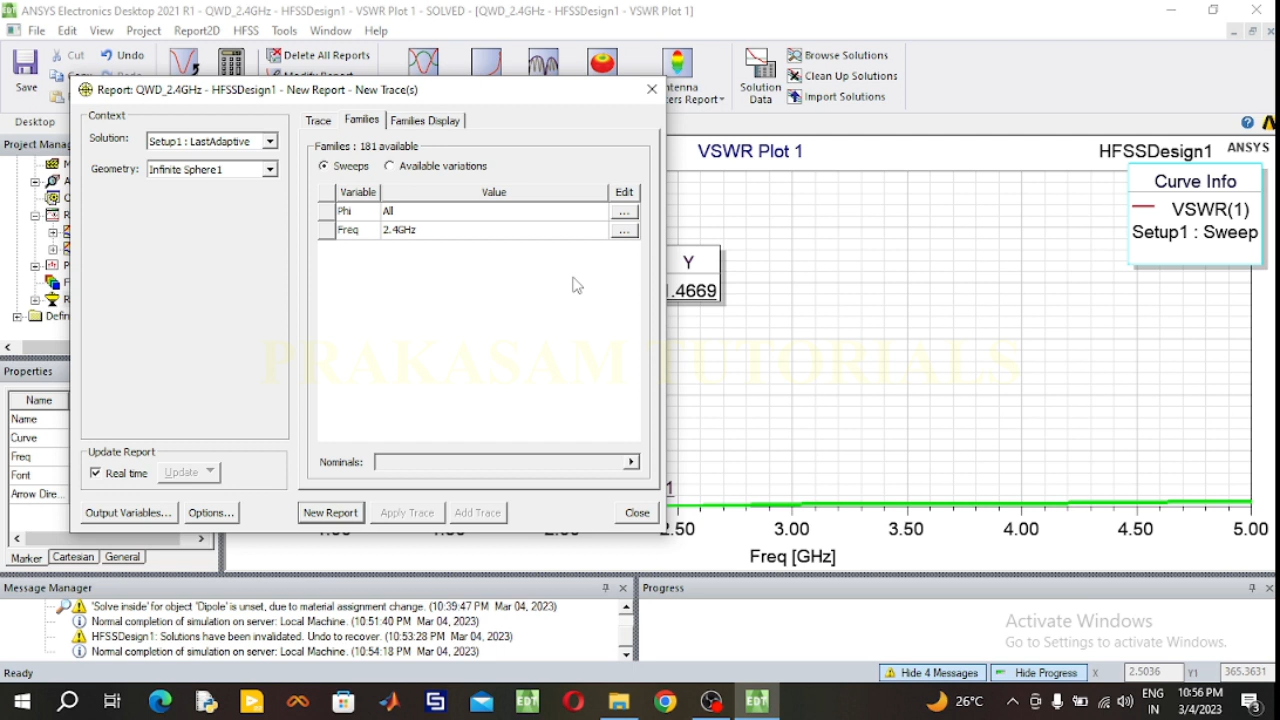 ANSYS Electronics Desktop 2021 R1 - QWD_2.4GHz - HFSSDesign1 - VSWR Plot 1 - SOLVED - [QWD_2.4GHz - HFSSDesign1 - VSWR Plot 1]
File Edit View Project Report2D HFSS Tools Window Help
Save
Cut
Undo
Delete All Reports
Solution
Data
Browse Solutions
Clean Up Solutions
Import Solutions
Desktop
Report: QWD_2.4GHz - HFSSDesign1 - New Report - New Trace(s)
Context
Solution: Setup1 : LastAdaptive
Geometry: Infinite Sphere1
Trace Families Families Display
Families : 181 available
Sweeps Available variations
Variable Value Edit
Phi All ...
Freq 2.4GHz ...
Nominals:
Update Report
Real time Update
Output Variables... Options... New Report Apply Trace Add Trace Close
VSWR Plot 1
HFSSDesign1
ANSYS
Curve Info
VSWR(1)
Setup1 : Sweep
Y
1.4669
PRAKASAM TUTORIALS
2.50 3.00 3.50 4.00 4.50 5.00
Freq [GHz]
Properties
Name
Name
Curve
Freq
Font
Arrow Dire...
Marker Cartesian General
Message Manager
'Solve inside' for object 'Dipole' is unset, due to material assignment change. (10:39:47 PM Mar 04, 2023)
Normal completion of simulation on server: Local Machine. (10:51:40 PM Mar 04, 2023)
HFSSDesign1: Solutions have been invalidated. Undo to recover. (10:53:28 PM Mar 04, 2023)
Normal completion of simulation on server: Local Machine. (10:54:18 PM Mar 04, 2023)
Progress
Activate Windows
Go to Settings to activate Windows.
Ready
Hide 4 Messages Hide Progress X 2.5036 Y1 365.3631
26°C
ENG
IN
10:56 PM
3/4/2023
3